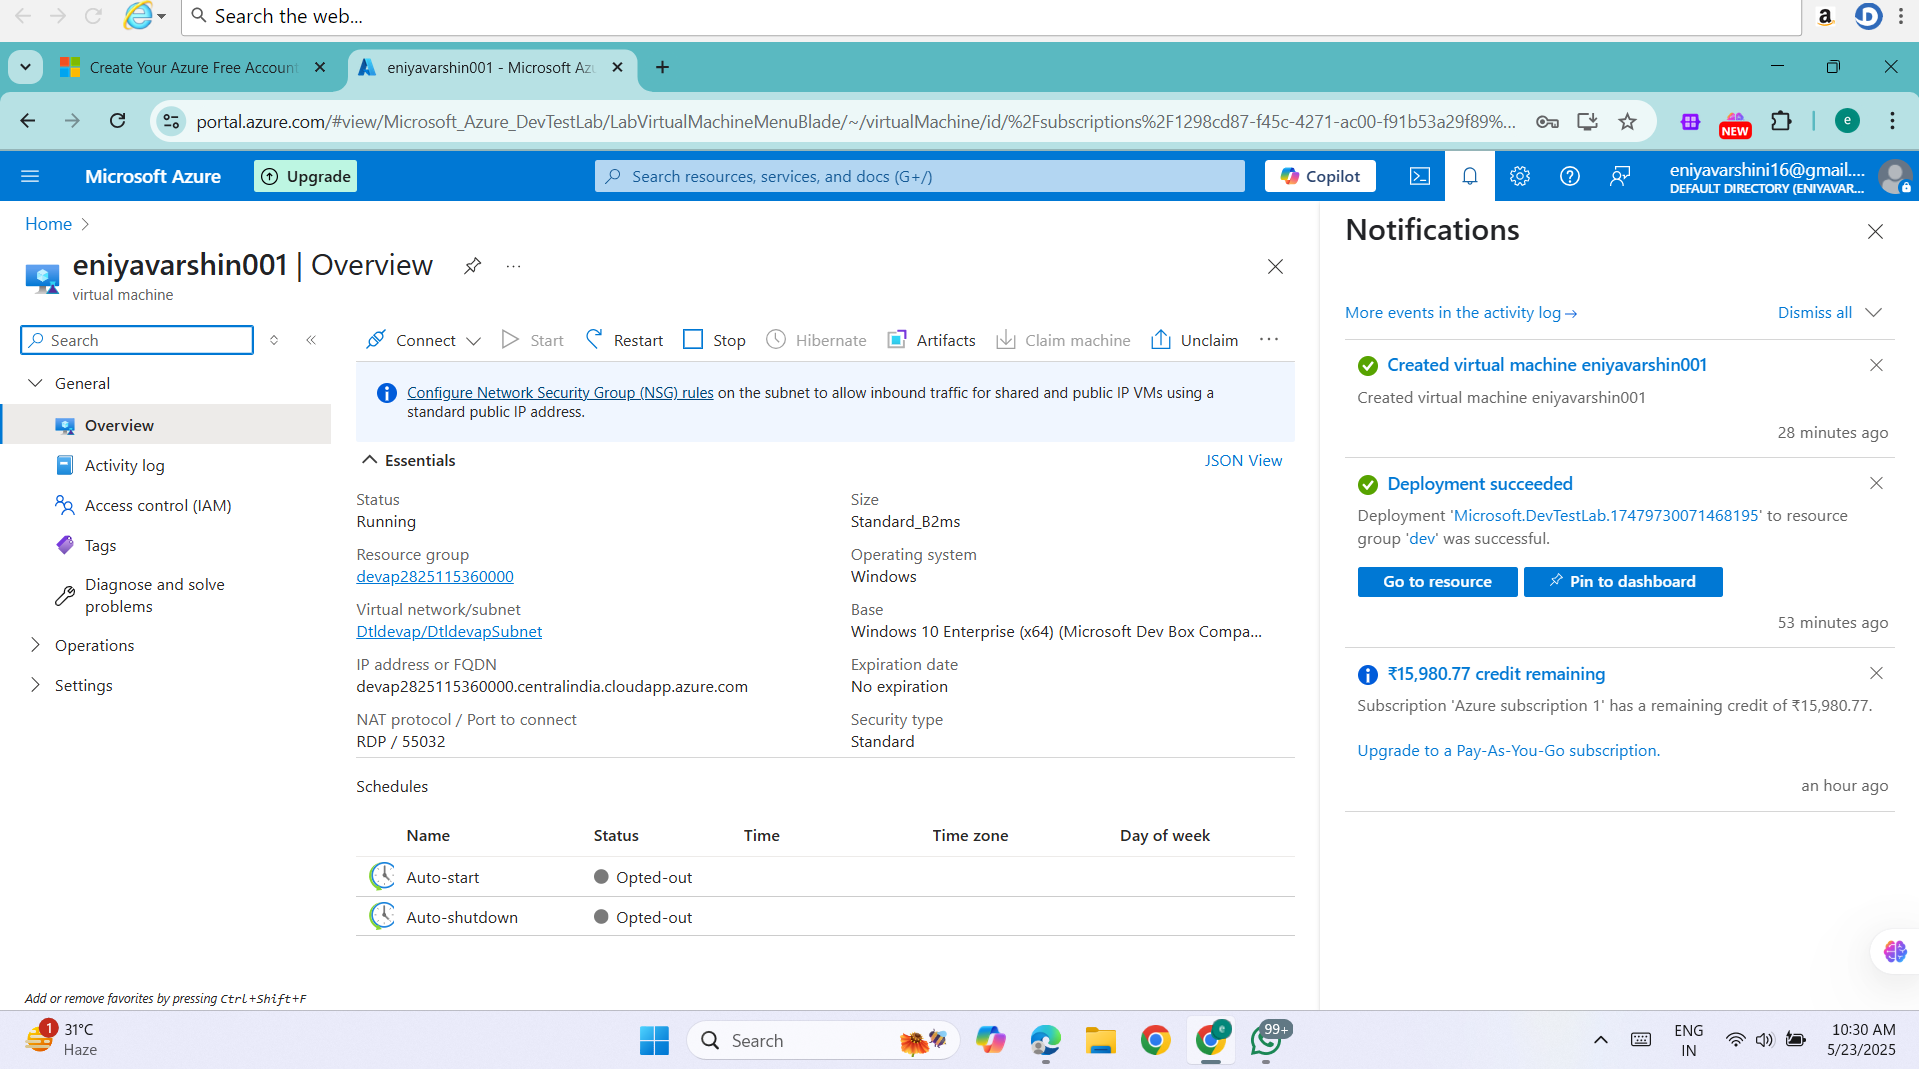 Search the web...
a
D
Create Your Azure Free Account
eniyavarshin001 - Microsoft Azu
portal.azure.com/#view/Microsoft_Azure_DevTestLab/LabVirtualMachineMenuBlade/~/virtualMachine/id/%2Fsubscriptions%2F1298cd87-f45c-4271-ac00-f91b53a29f89%...
NEW
e
Microsoft Azure
Upgrade
Search resources, services, and docs (G+/)
Copilot
eniyavarshini16@gmail....
DEFAULT DIRECTORY (ENIYAVAR...
Home
eniyavarshin001 | Overview
virtual machine
Search
General
Overview
Activity log
Access control (IAM)
Tags
Diagnose and solve
problems
Operations
Settings
Add or remove favorites by pressing Ctrl+Shift+F
Connect
Start
Restart
Stop
Hibernate
Artifacts
Claim machine
Unclaim
Configure Network Security Group (NSG) rules on the subnet to allow inbound traffic for shared and public IP VMs using a
standard public IP address.
Essentials
JSON View
Status
Running
Resource group
devap2825115360000
Virtual network/subnet
Dtldevap/DtldevapSubnet
IP address or FQDN
devap2825115360000.centralindia.cloudapp.azure.com
NAT protocol / Port to connect
RDP / 55032
Size
Standard_B2ms
Operating system
Windows
Base
Windows 10 Enterprise (x64) (Microsoft Dev Box Compa...
Expiration date
No expiration
Security type
Standard
Schedules
Name Status Time Time zone Day of week
Auto-start Opted-out
Auto-shutdown Opted-out
Notifications
More events in the activity log →
Dismiss all
Created virtual machine eniyavarshin001
Created virtual machine eniyavarshin001
28 minutes ago
Deployment succeeded
Deployment 'Microsoft.DevTestLab.17479730071468195' to resource
group 'dev' was successful.
Go to resource
Pin to dashboard
53 minutes ago
₹15,980.77 credit remaining
Subscription 'Azure subscription 1' has a remaining credit of ₹15,980.77.
Upgrade to a Pay-As-You-Go subscription.
an hour ago
1
31°C
Haze
Search
e
99+
ENG
IN
10:30 AM
5/23/2025